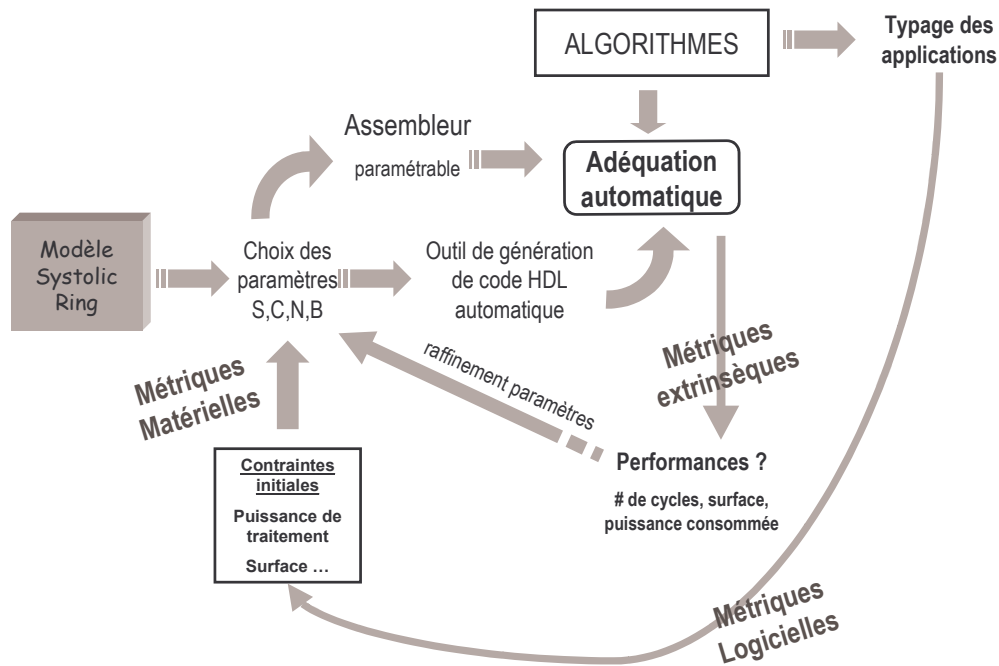 ALGORITHMES
Typage des
applications
Assembleur
paramétrable
Adéquation
automatique
Modèle
Systolic
Ring
Choix des
paramètres
S,C,N,B
Outil de génération
de code HDL
automatique
Métriques
Matérielles
raffinement paramètres
Métriques
extrinsèques
Contraintes
initiales
Puissance de
traitement
Surface ...
Performances ?
# de cycles, surface,
puissance consommée
Métriques
Logicielles